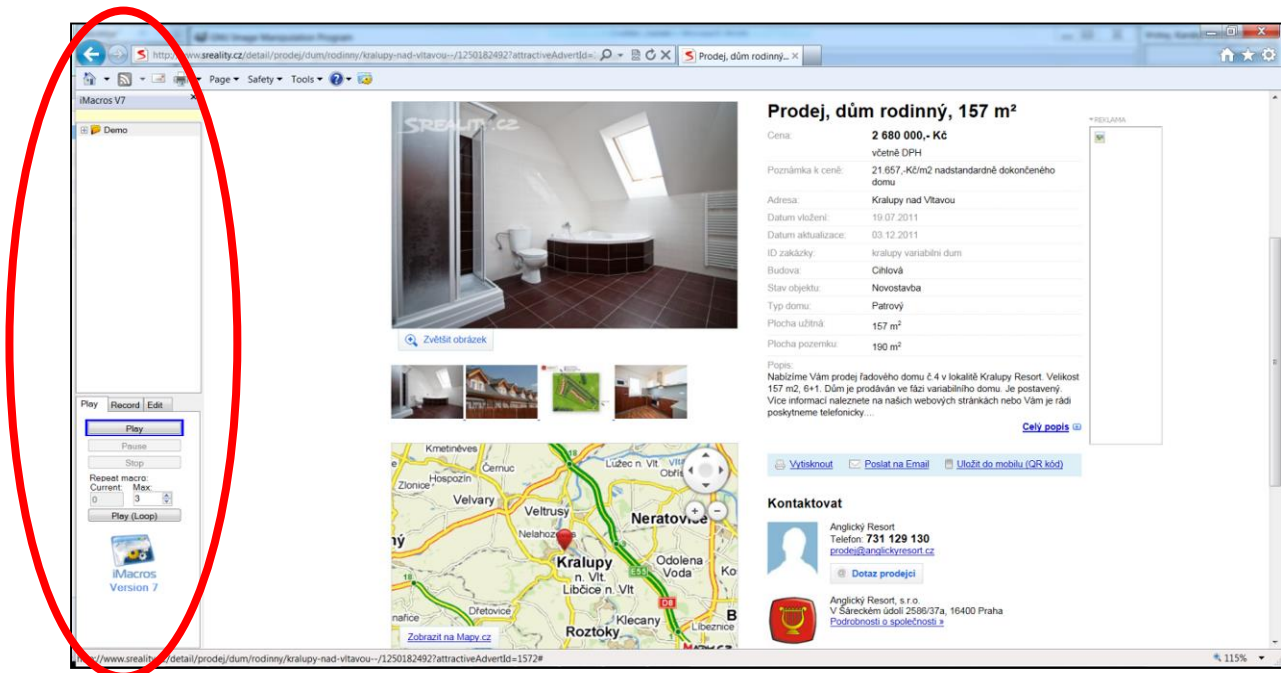 http://www.sreality.cz/detail/prodej/dum/rodinny/kralupy-nad-vltavou--/1250182492?attractiveAdvertId=
Prodej, dům rodinný...
Page Safety Tools
iMacros V7
Demo
SREALITY.CZ
Zvětšit obrázek
Prodej, dům rodinný, 157 m²
REKLAMA
Cena: 2 680 000,- Kč
včetně DPH
Poznámka k ceně: 21.657,-Kč/m2 nadstandardně dokončeného
domu
Adresa: Kralupy nad Vltavou
Datum vložení: 19.07.2011
Datum aktualizace: 03.12.2011
ID zakázky: kralupy variabilní dum
Budova: Cihlová
Stav objektu: Novostavba
Typ domu: Patrový
Plocha užitná: 157 m²
Plocha pozemku: 190 m²
Popis:
Nabízíme Vám prodej řadového domu č.4 v lokalitě Kralupy Resort. Velikost
157 m2, 6+1. Dům je prodáván ve fázi variabilního domu. Je postavený.
Více informací naleznete na našich webových stránkách nebo Vám je rádi
poskytneme telefonicky....
Celý popis
Vytisknout Poslat na Email Uložit do mobilu (QR kód)
Kontaktovat
Anglický Resort
Telefon: 731 129 130
prodej@anglickyresort.cz
Dotaz prodejci
Anglický Resort, s.r.o.
V Šáreckém údolí 2586/37a, 16400 Praha
Podrobnosti o společnosti »
Play Record Edit
Play
Pause
Stop
Repeat macro:
Current: Max:
0 3
Play (Loop)
iMacros
Version 7
Kmetiněves
Černuc
Lužec n. Vlt.
Hospozín
Zlonice
Velvary
Veltrusy
Neratovice
Kralupy
n. Vlt.
Odolena
Voda
E55
Libčice n. Vlt
D8
Dřetovice
Klecany
Líbeznice
Roztoky
Zobrazit na Mapy.cz
http://www.sreality.cz/detail/prodej/dum/rodinny/kralupy-nad-vltavou--/1250182492?attractiveAdvertId=1572#
115%